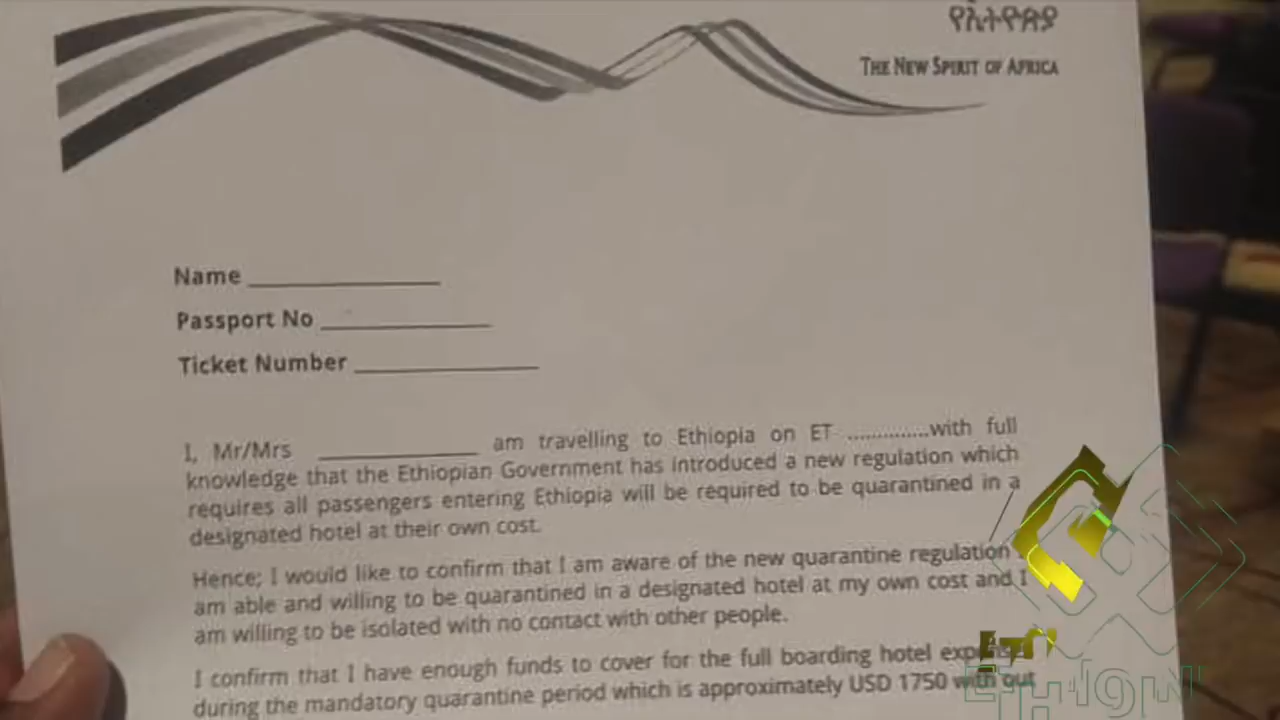 የኢትዮጵያ
THE NEW SPIRIT OF AFRICA
Name
Passport No
Ticket Number
I, Mr/Mrs ____________ am travelling to Ethiopia on ET ..............with full
knowledge that the Ethiopian Government has introduced a new regulation which
requires all passengers entering Ethiopia will be required to be quarantined in a
designated hotel at their own cost.
Hence; I would like to confirm that I am aware of the new quarantine regulation
am able and willing to be quarantined in a designated hotel at my own cost and I
am willing to be isolated with no contact with other people.
I confirm that I have enough funds to cover for the full boarding hotel
during the mandatory quarantine period which is approximately USD 1750 with out